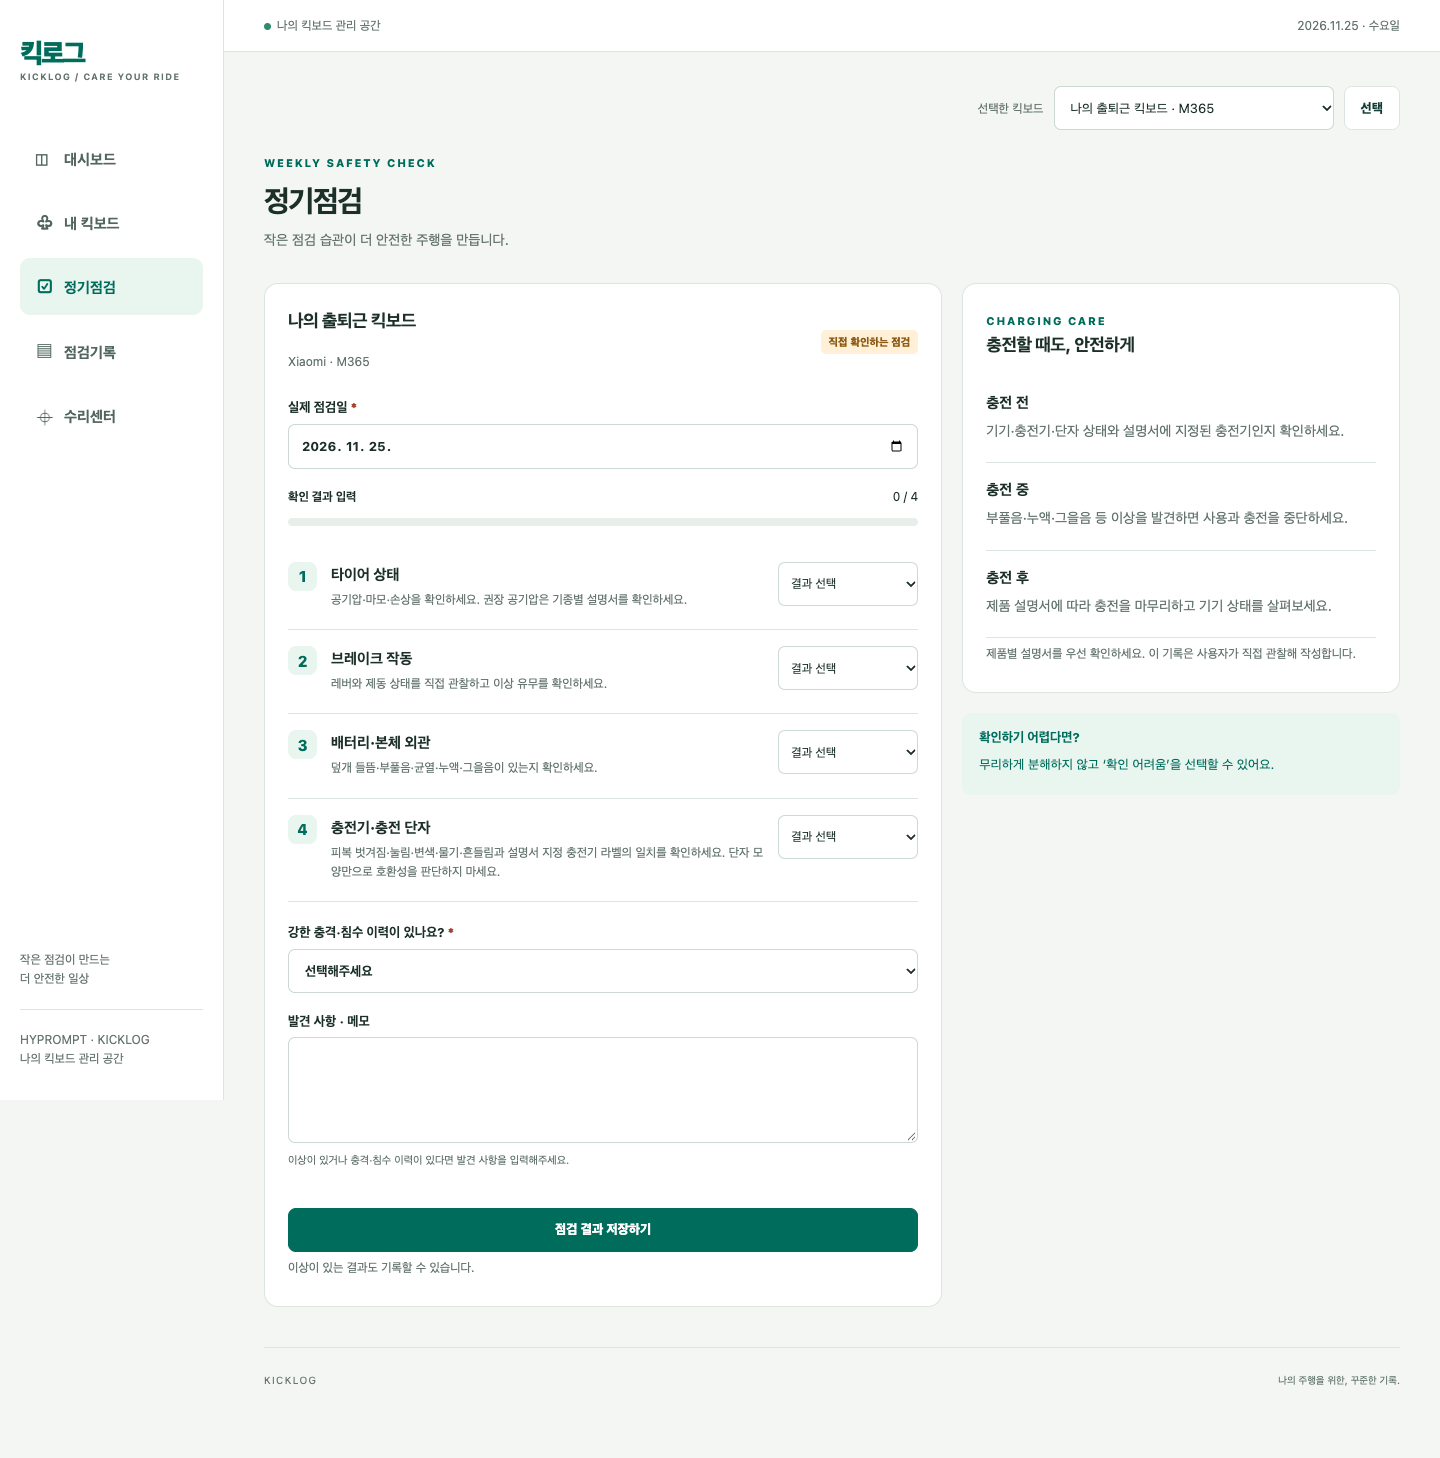 킥로그
KICKLOG / CARE YOUR RIDE
대시보드
내 킥보드
정기점검
점검기록
수리센터
작은 점검이 만드는
더 안전한 일상
HYPROMPT · KICKLOG
나의 킥보드 관리 공간
나의 킥보드 관리 공간
2026.11.25 · 수요일
선택한 킥보드
나의 출퇴근 킥보드 · M365
선택
WEEKLY SAFETY CHECK
정기점검
작은 점검 습관이 더 안전한 주행을 만듭니다.
나의 출퇴근 킥보드
Xiaomi · M365
직접 확인하는 점검
실제 점검일 *
2026. 11. 25.
확인 결과 입력
0 / 4
1
타이어 상태
공기압·마모·손상을 확인하세요. 권장 공기압은 기종별 설명서를 확인하세요.
결과 선택
2
브레이크 작동
레버와 제동 상태를 직접 관찰하고 이상 유무를 확인하세요.
결과 선택
3
배터리·본체 외관
덮개 들뜸·부풀음·균열·누액·그을음이 있는지 확인하세요.
결과 선택
4
충전기·충전 단자
피복 벗겨짐·눌림·변색·물기·흔들림과 설명서 지정 충전기 라벨의 일치를 확인하세요. 단자 모
양만으로 호환성을 판단하지 마세요.
결과 선택
강한 충격·침수 이력이 있나요? *
선택해주세요
발견 사항 · 메모
이상이 있거나 충격·침수 이력이 있다면 발견 사항을 입력해주세요.
점검 결과 저장하기
이상이 있는 결과도 기록할 수 있습니다.
CHARGING CARE
충전할 때도, 안전하게
충전 전
기기·충전기·단자 상태와 설명서에 지정된 충전기인지 확인하세요.
충전 중
부풀음·누액·그을음 등 이상을 발견하면 사용과 충전을 중단하세요.
충전 후
제품 설명서에 따라 충전을 마무리하고 기기 상태를 살펴보세요.
제품별 설명서를 우선 확인하세요. 이 기록은 사용자가 직접 관찰해 작성합니다.
확인하기 어렵다면?
무리하게 분해하지 않고 ‘확인 어려움’을 선택할 수 있어요.
KICKLOG
나의 주행을 위한, 꾸준한 기록.